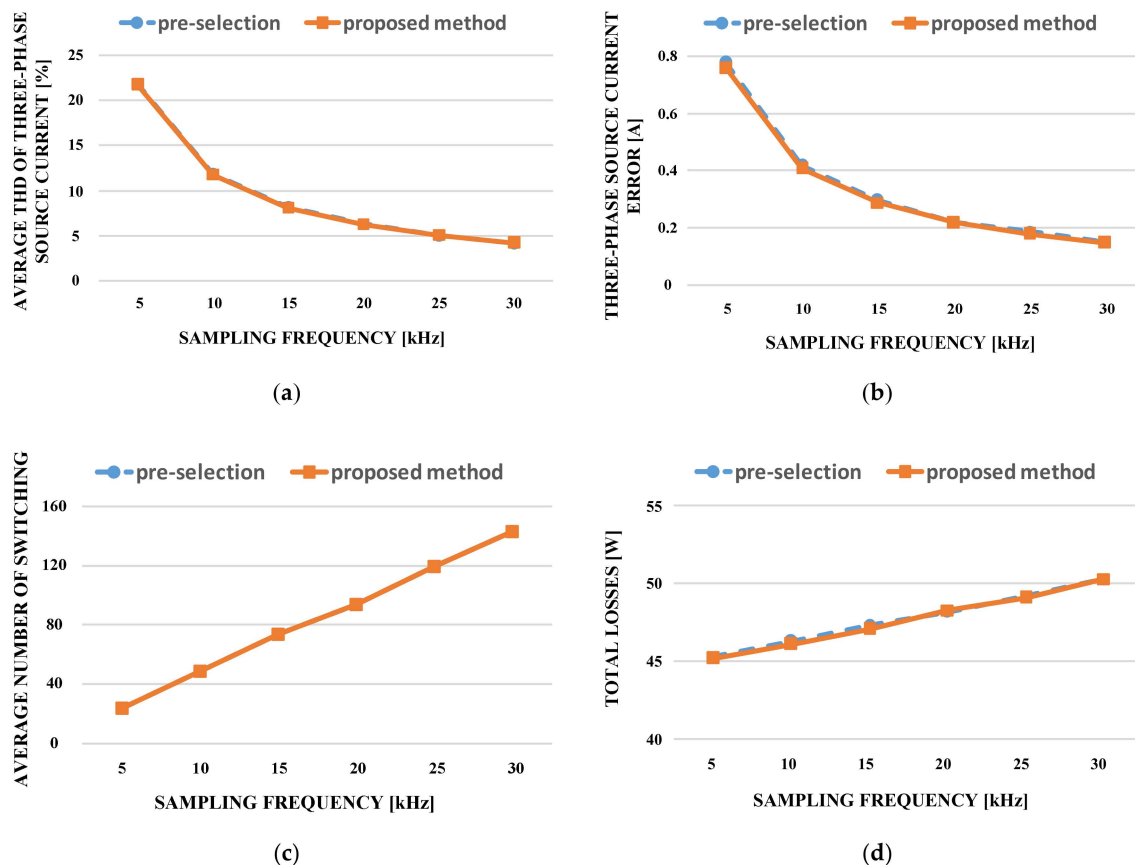 pre-selection proposed method
AVERAGE THD OF THREE-PHASE
SOURCE CURRENT [%]
25
20
15
10
5
0
5 10 15 20 25 30
SAMPLING FREQUENCY [kHz]
(a)
pre-selection proposed method
THREE-PHASE SOURCE CURRENT
ERROR [A]
0.8
0.6
0.4
0.2
0
5 10 15 20 25 30
SAMPLING FREQUENCY [kHz]
(b)
pre-selection proposed method
AVERAGE NUMBER OF SWITCHING
160
120
80
40
0
5 10 15 20 25 30
SAMPLING FREQUENCY [kHz]
(c)
pre-selection proposed method
TOTAL LOSSES [W]
55
50
45
40
5 10 15 20 25 30
SAMPLING FREQUENCY [kHz]
(d)